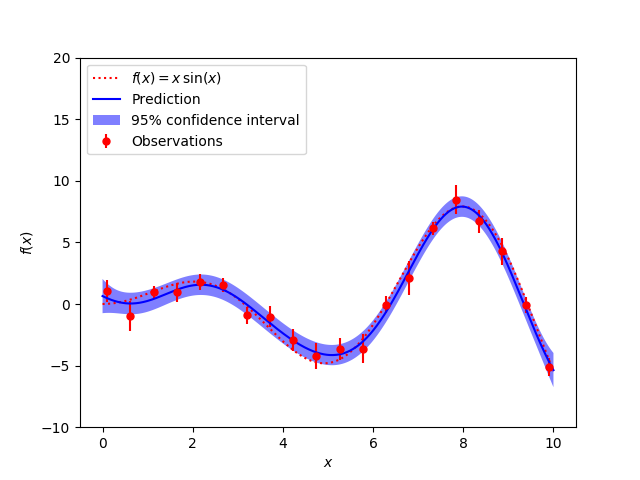 20
15
10
5
0
−5
−10
f(x)
f(x) = x sin(x)
Prediction
95% confidence interval
Observations
0 2 4 6 8 10
x